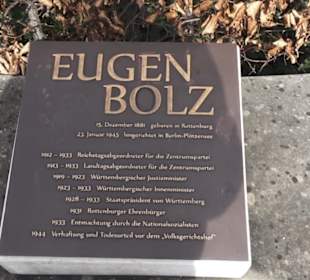 EUGEN
BOLZ
15. Dezember 1881 geboren in Rottenburg
23. Januar 1945 hingerichtet in Berlin-Plötzensee
1912 – 1933 Reichstagsabgeordneter für die Zentrumspartei
1913 – 1933 Landtagsabgeordneter für die Zentrumspartei
1919 – 1923 Württembergischer Justizminister
1923 – 1933 Württembergischer Innenminister
1928 – 1933 Staatspräsident von Württemberg
1931 Rottenburger Ehrenbürger
1933 Entmachtung durch die Nationalsozialisten
1944 Verhaftung und Todesurteil vor dem „Volksgerichtshof“